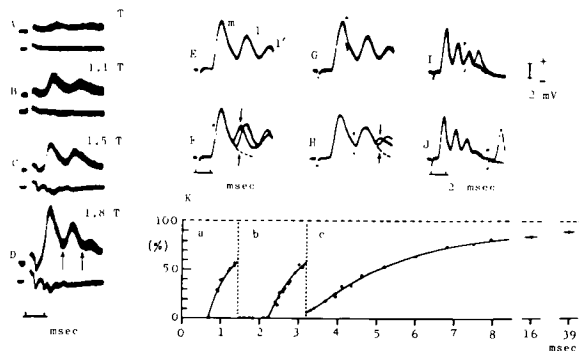 A T
B 1.1 T
C 1.5 T
D 1.8 T
msec
E m l l'
G
I
+
-
2 mV
F
H
J
msec
2 msec
K
100
(%)
50
0
a b c
0 1 2 3 4 5 6 7 8 16 39
msec